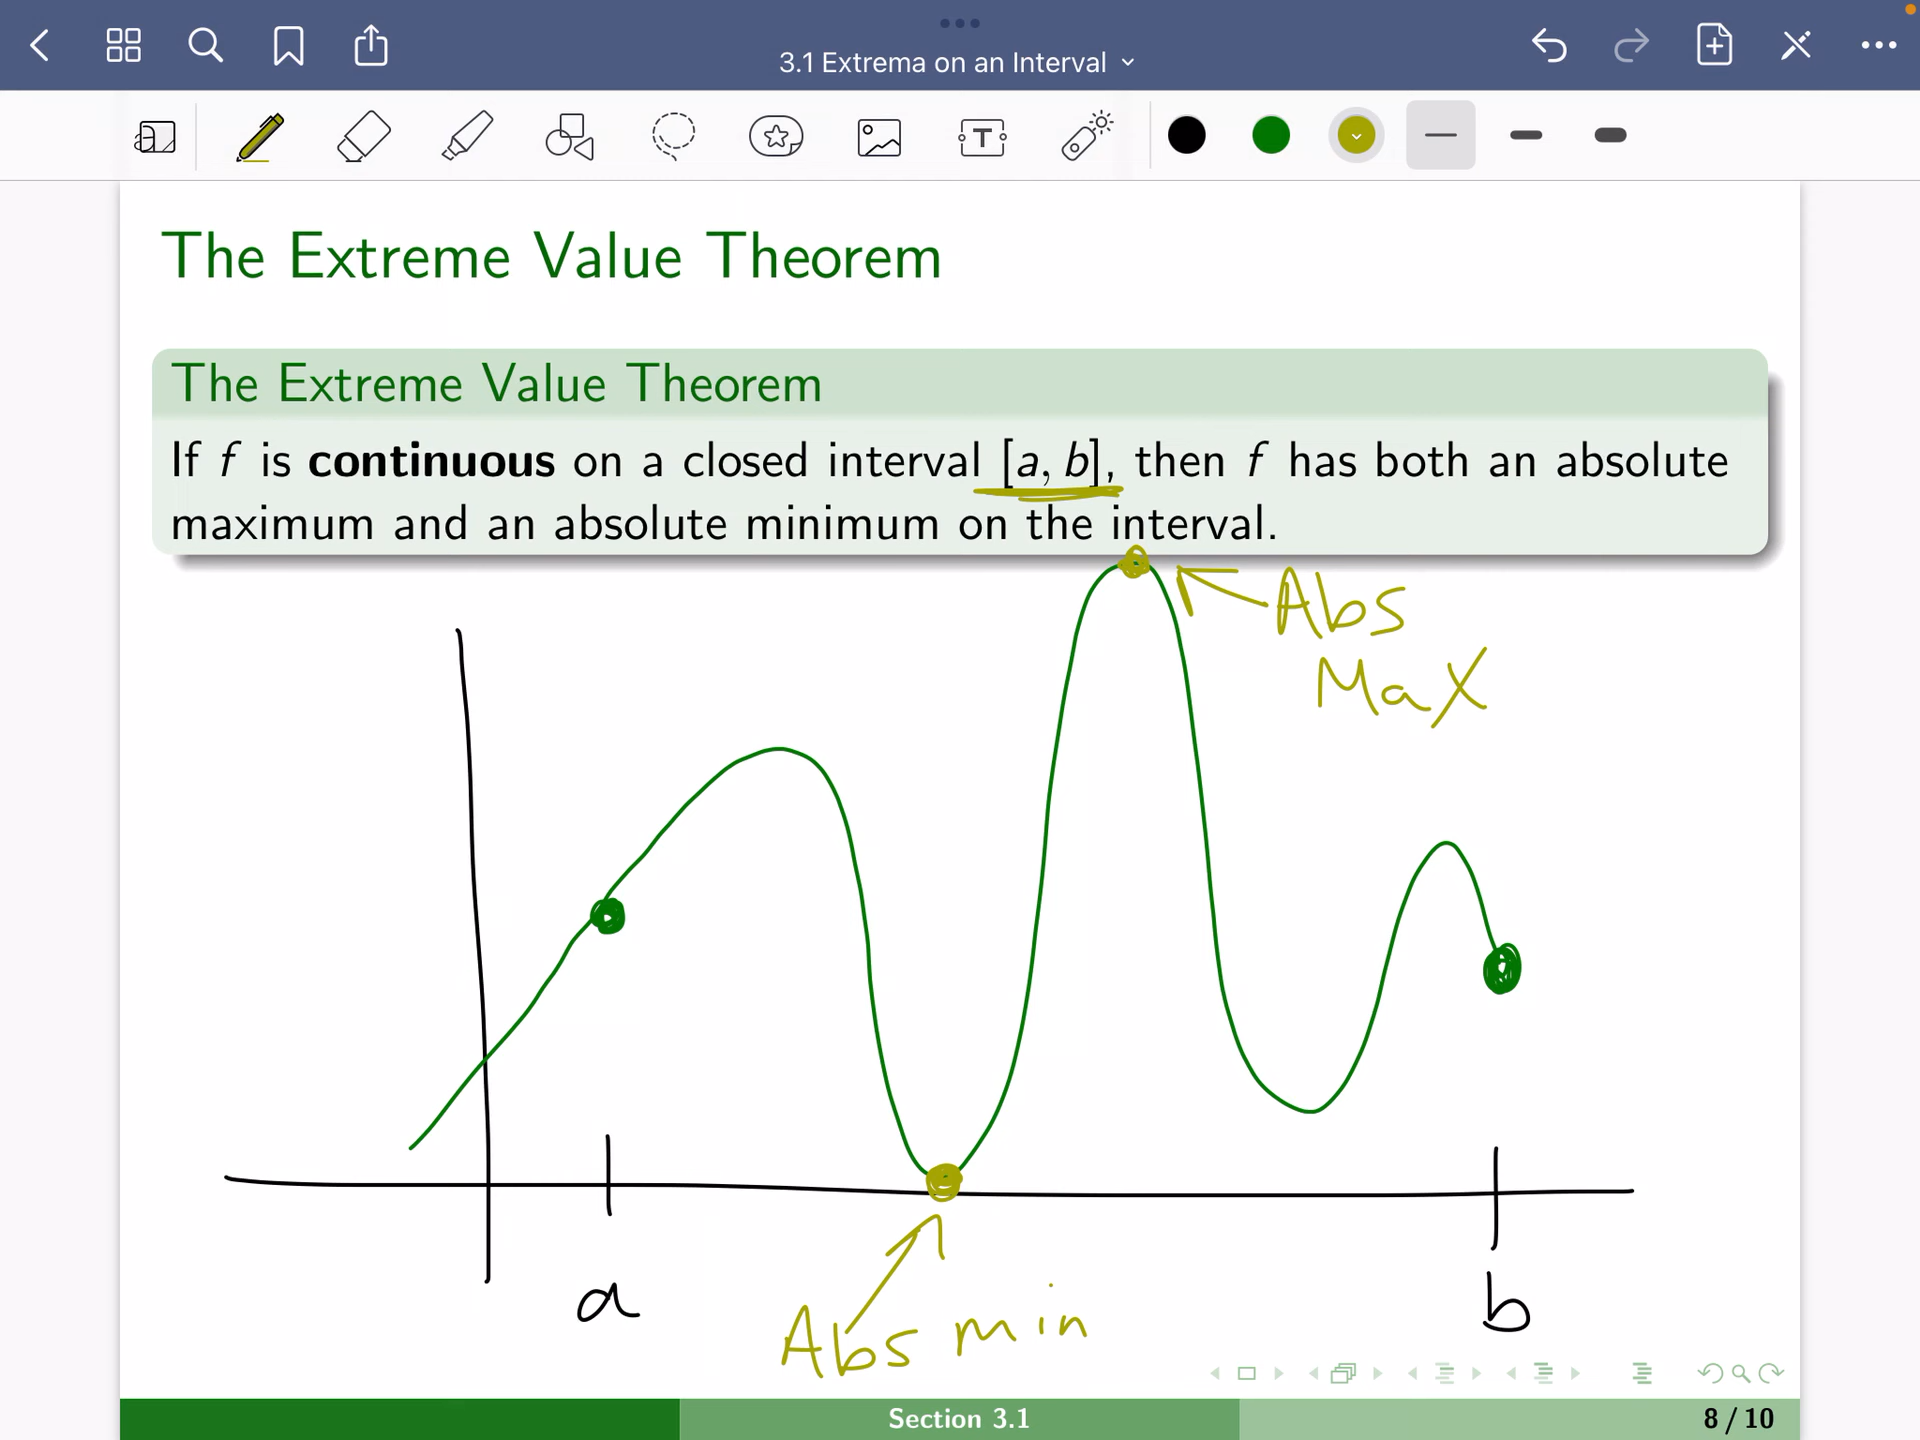 3.1 Extrema on an Interval
The Extreme Value Theorem
The Extreme Value Theorem
If f is continuous on a closed interval [a, b], then f has both an absolute
maximum and an absolute minimum on the interval.
Abs
Max
a
b
Abs min
Section 3.1
8 / 10